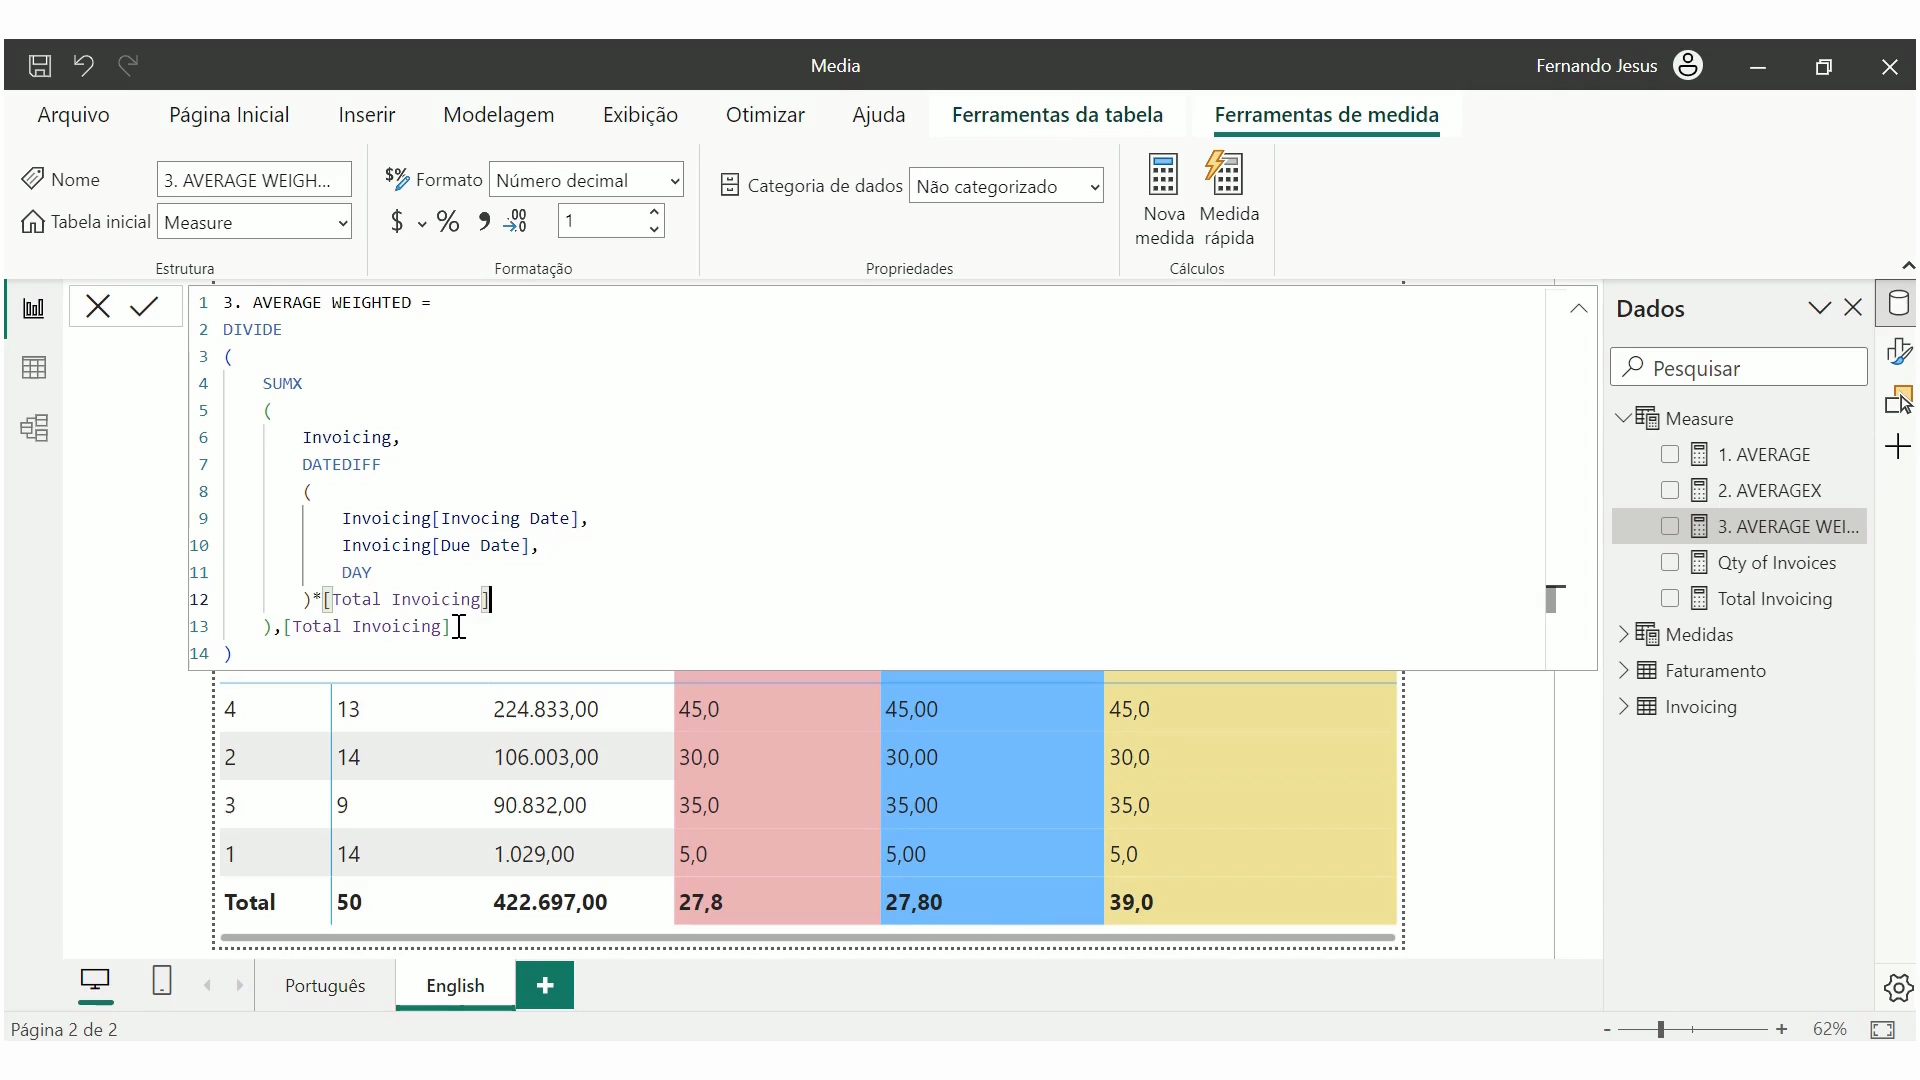 Media
Fernando Jesus
Arquivo
Página Inicial
Inserir
Modelagem
Exibição
Otimizar
Ajuda
Ferramentas da tabela
Ferramentas de medida
Nome
3. AVERAGE WEIGH...
Tabela inicial
Measure
Estrutura
$% Formato
Número decimal
$ % 9 .00 →.0
1
Formatação
Categoria de dados
Não categorizado
Propriedades
Nova medida
Medida rápida
Cálculos
1 3. AVERAGE WEIGHTED =
2 DIVIDE
3 (
4 SUMX
5 (
6 Invoicing,
7 DATEDIFF
8 (
9 Invoicing[Invocing Date],
10 Invoicing[Due Date],
11 DAY
12 )*[Total Invoicing]
13 ),[Total Invoicing]
14 )
4 13 224.833,00 45,0 45,00 45,0
2 14 106.003,00 30,0 30,00 30,0
3 9 90.832,00 35,0 35,00 35,0
1 14 1.029,00 5,0 5,00 5,0
Total 50 422.697,00 27,8 27,80 39,0
Dados
Pesquisar
Measure
1. AVERAGE
2. AVERAGEX
3. AVERAGE WEI...
Qty of Invoices
Total Invoicing
Medidas
Faturamento
Invoicing
Português
English
+
Página 2 de 2
- + 62%